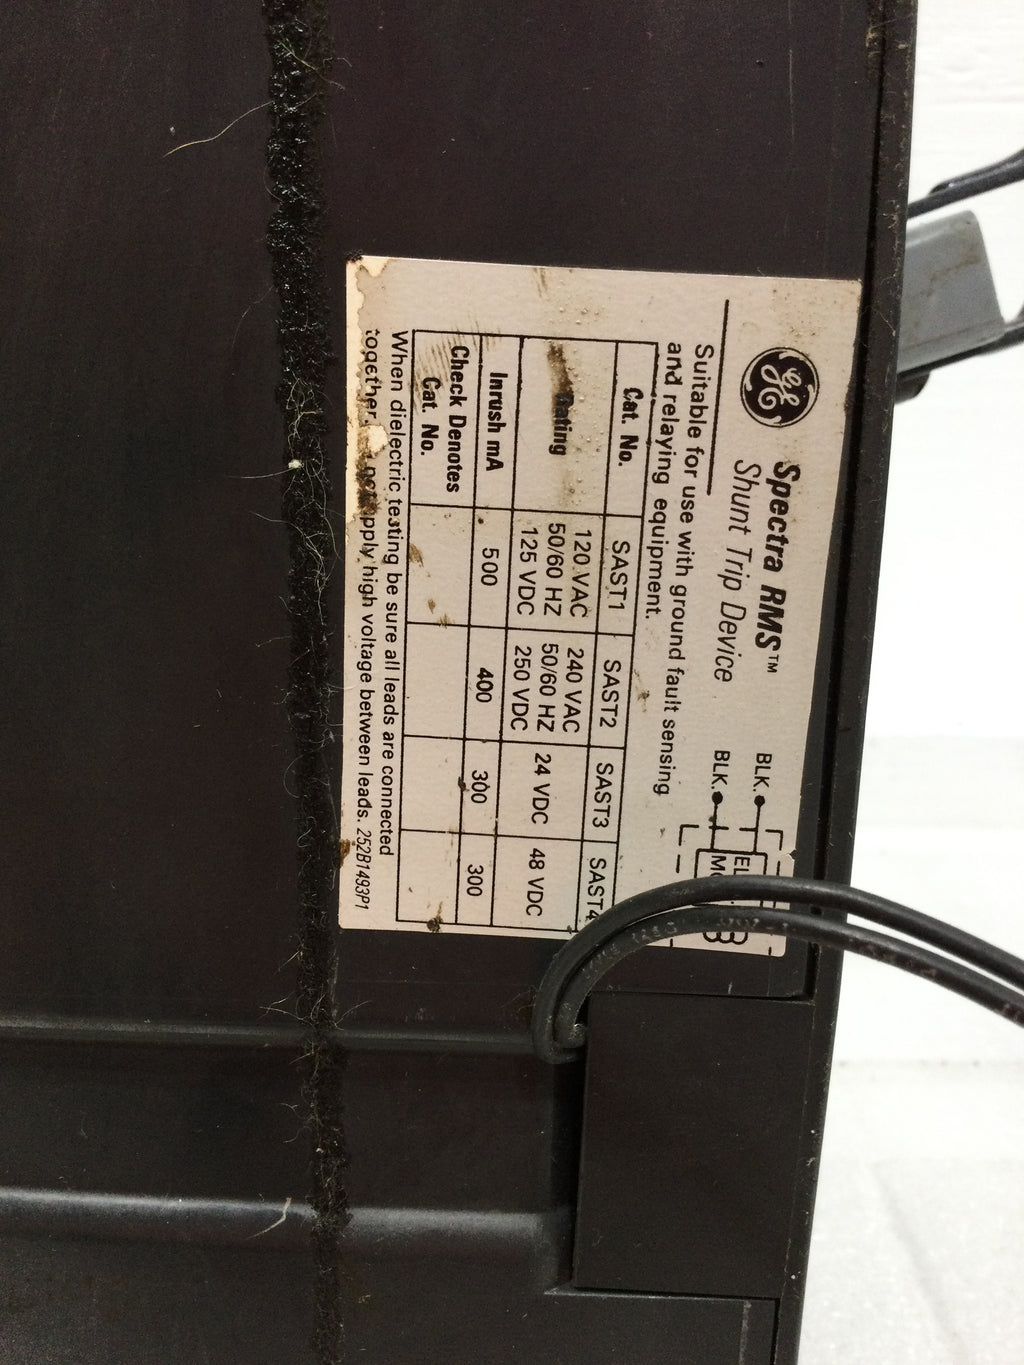 GE
Spectra RMS™
Shunt Trip Device
BLK.
BLK.
Suitable for use with ground fault sensing
and relaying equipment.
Cat. No. SAST1 SAST2 SAST3 SAST4
Rating 120 VAC 50/60 HZ 125 VDC 240 VAC 50/60 HZ 250 VDC 24 VDC 48 VDC
Inrush mA 500 400 300 300
Check Denotes
Cat. No.
When dielectric testing be sure all leads are connected
together. not apply high voltage between leads. 252B1493P1